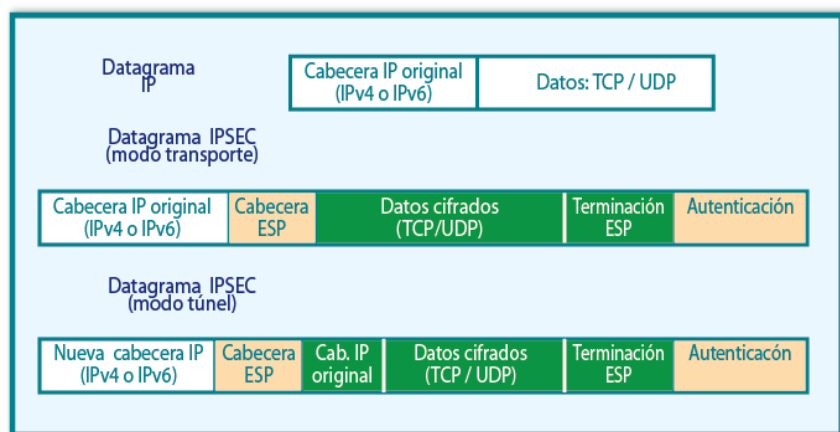 Datagrama
IP
Cabecera IP original
(IPv4 o IPv6)
Datos: TCP / UDP
Datagrama IPSEC
(modo transporte)
Cabecera IP original
(IPv4 o IPv6)
Cabecera
ESP
Datos cifrados
(TCP/UDP)
Terminación
ESP
Autenticación
Datagrama IPSEC
(modo túnel)
Nueva cabecera IP
(IPv4 o IPv6)
Cabecera
ESP
Cab. IP
original
Datos cifrados
(TCP / UDP)
Terminación
ESP
Autenticacón